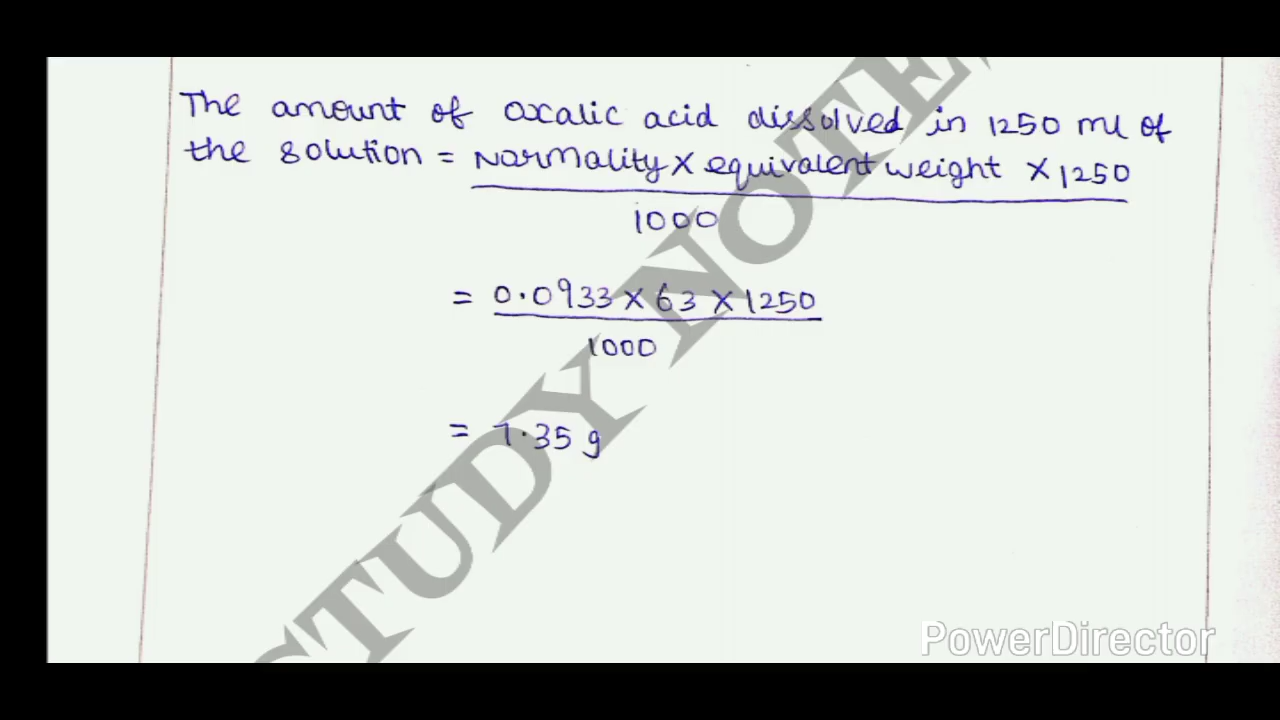 The amount of oxalic acid dissolved in 1250 ml of
the solution = Normality × equivalent weight × 1250
1000
= 0.0933 × 63 × 1250
1000
= 7.35 g
STUDY NOTE
PowerDirector